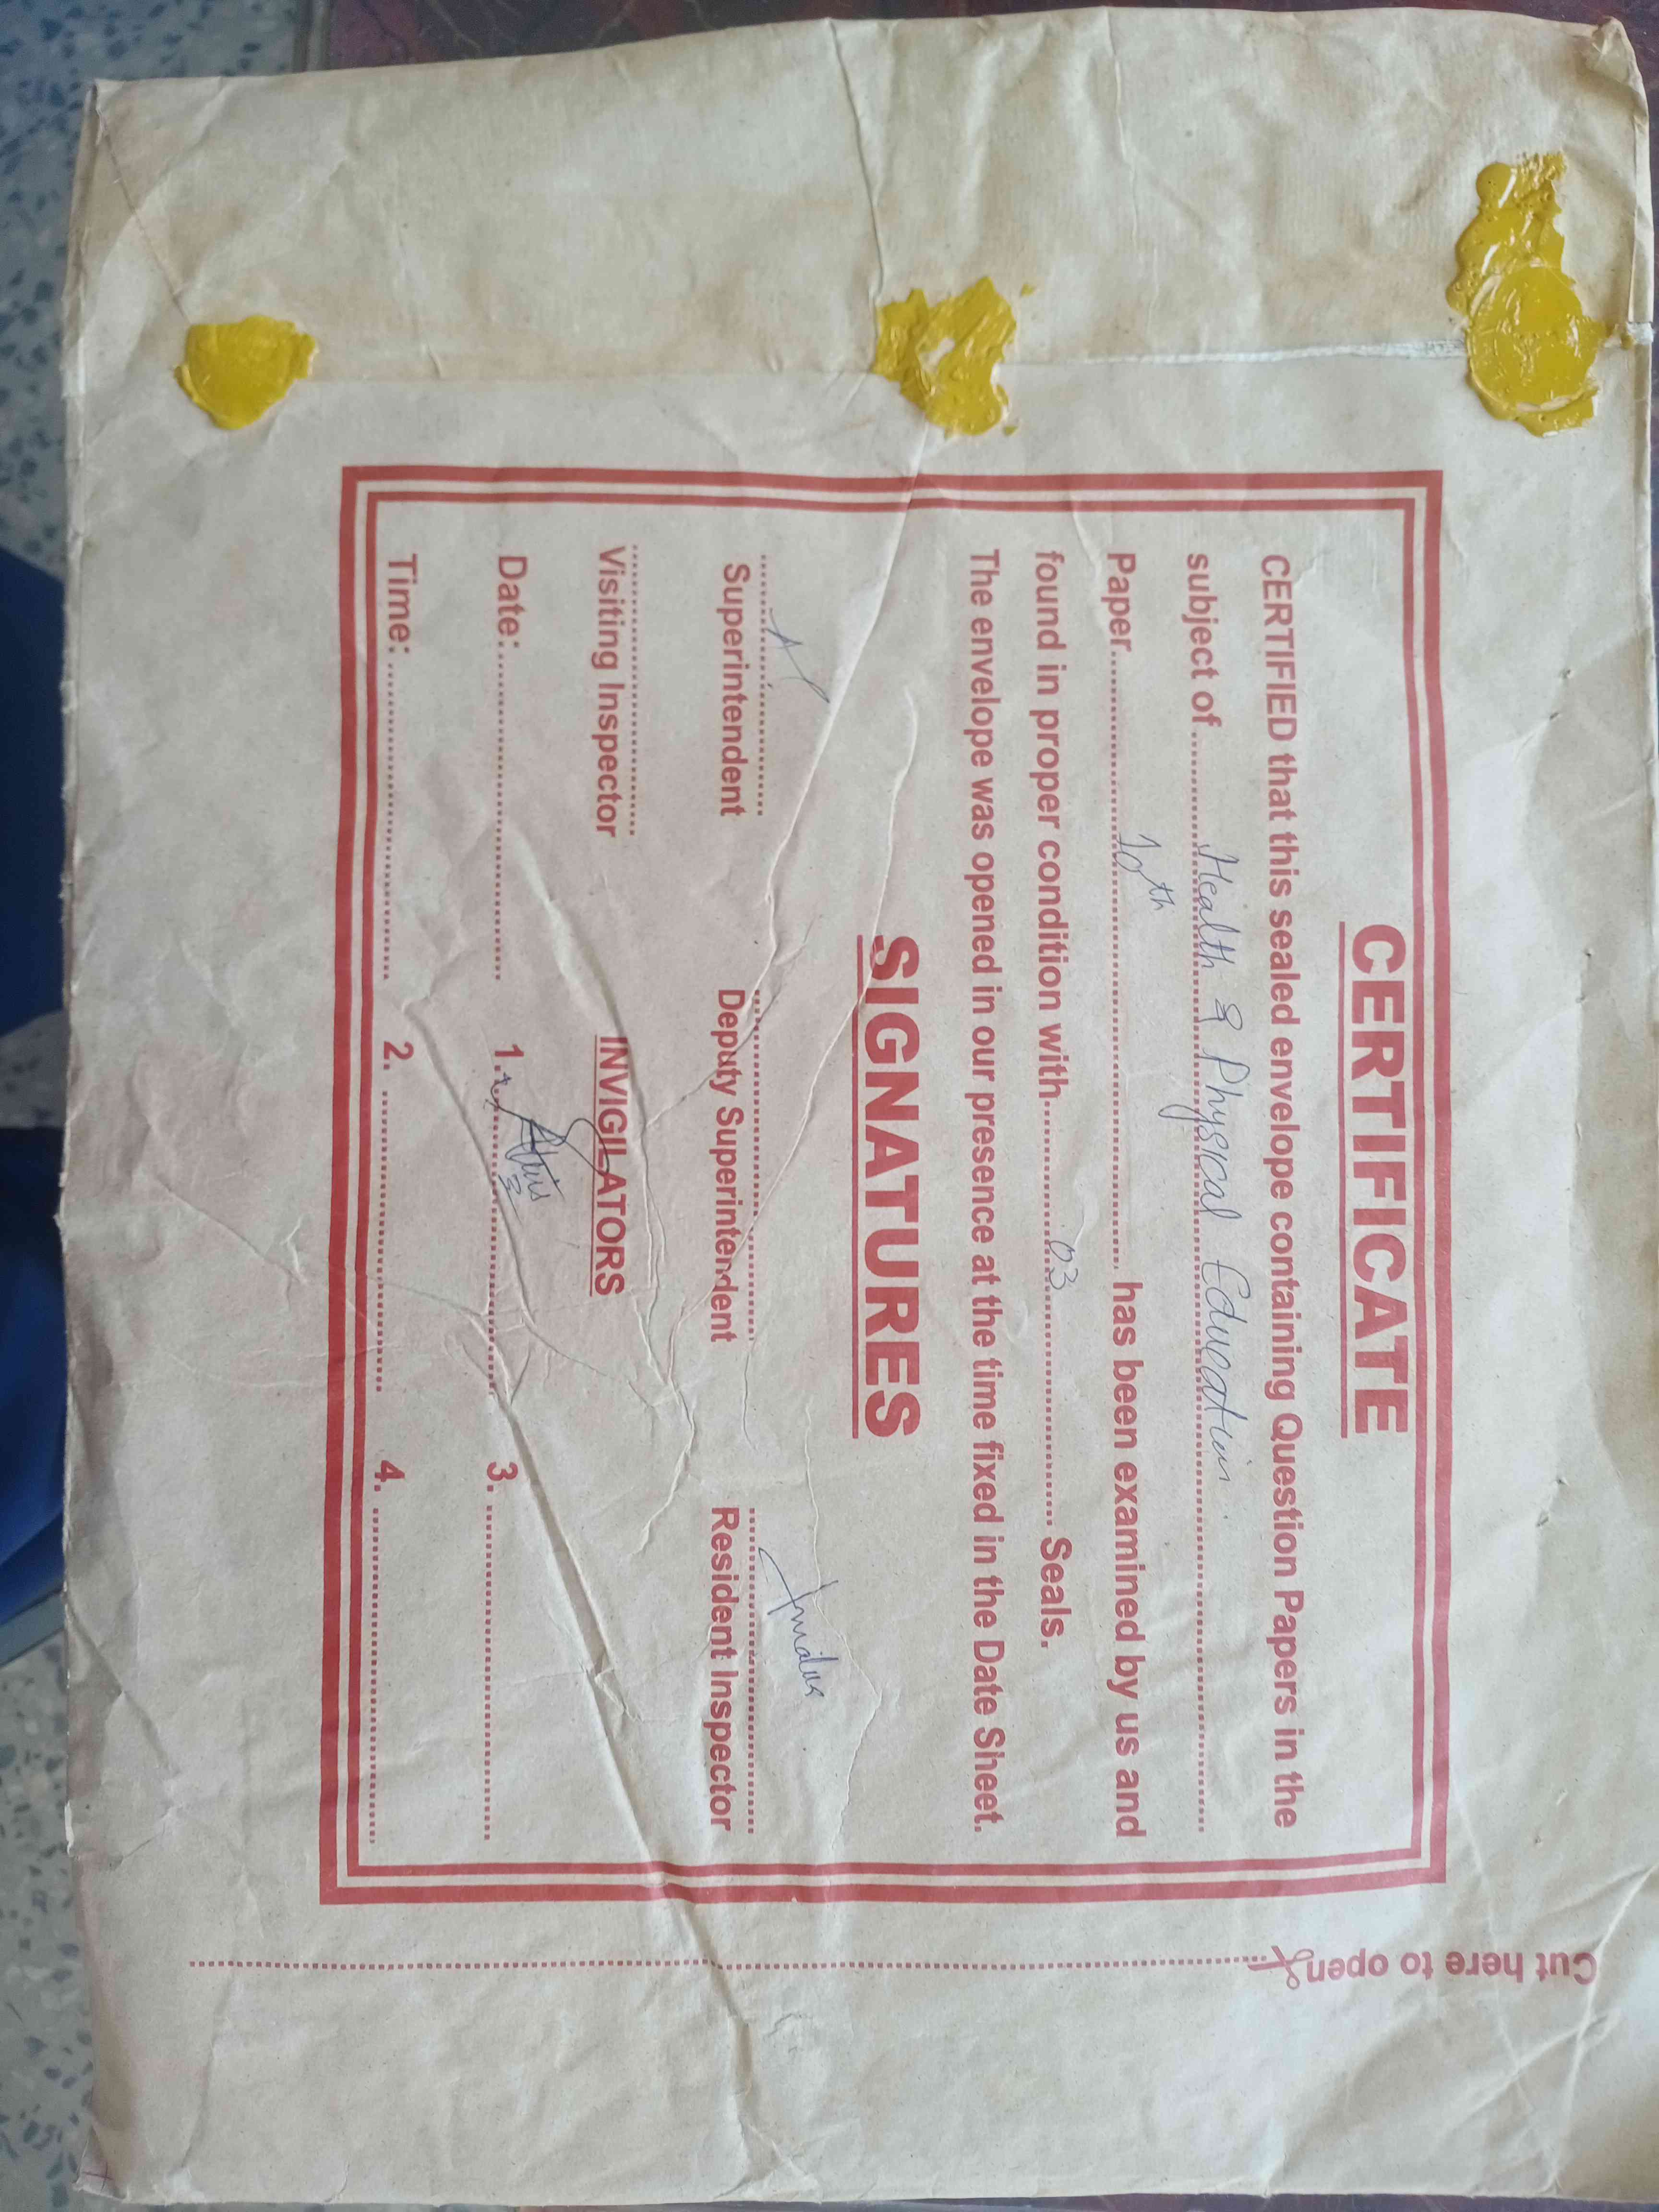 CERTIFICATE
CERTIFIED that this sealed envelope containing Question Papers in the
subject of.......Health & Physical Education.......
Paper.......10th....... has been examined by us and
found in proper condition with.......03....... Seals.
The envelope was opened in our presence at the time fixed in the Date Sheet.
SIGNATURES
Superintendent Deputy Superintendent Resident Inspector
Visiting Inspector INVIGILATORS
Date:....... 1........ 3. .......
Time: ....... 2. ....... 4. .......
Cut here to open